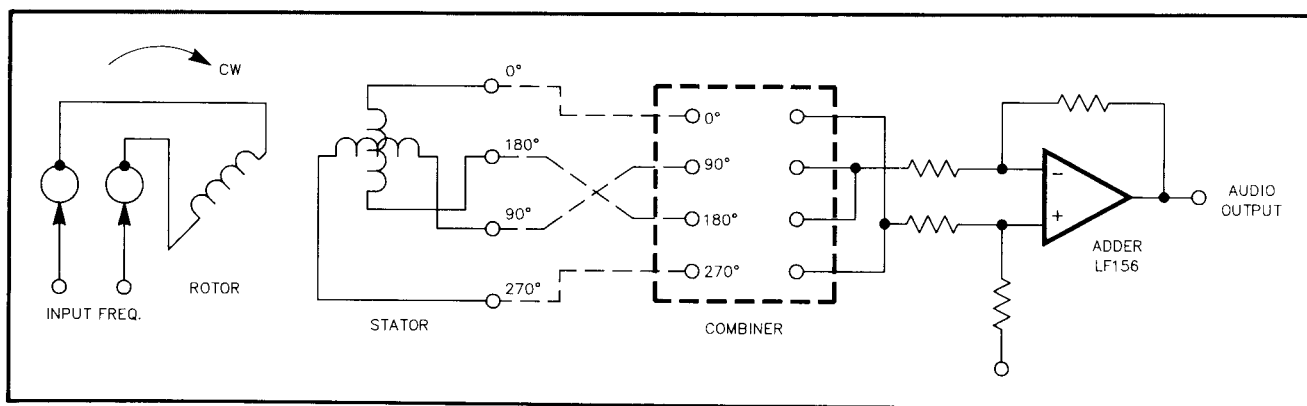 CW
INPUT FREQ.
ROTOR
0°
180°
90°
270°
STATOR
0°
90°
180°
270°
COMBINER
−
+
ADDER
LF156
AUDIO
OUTPUT